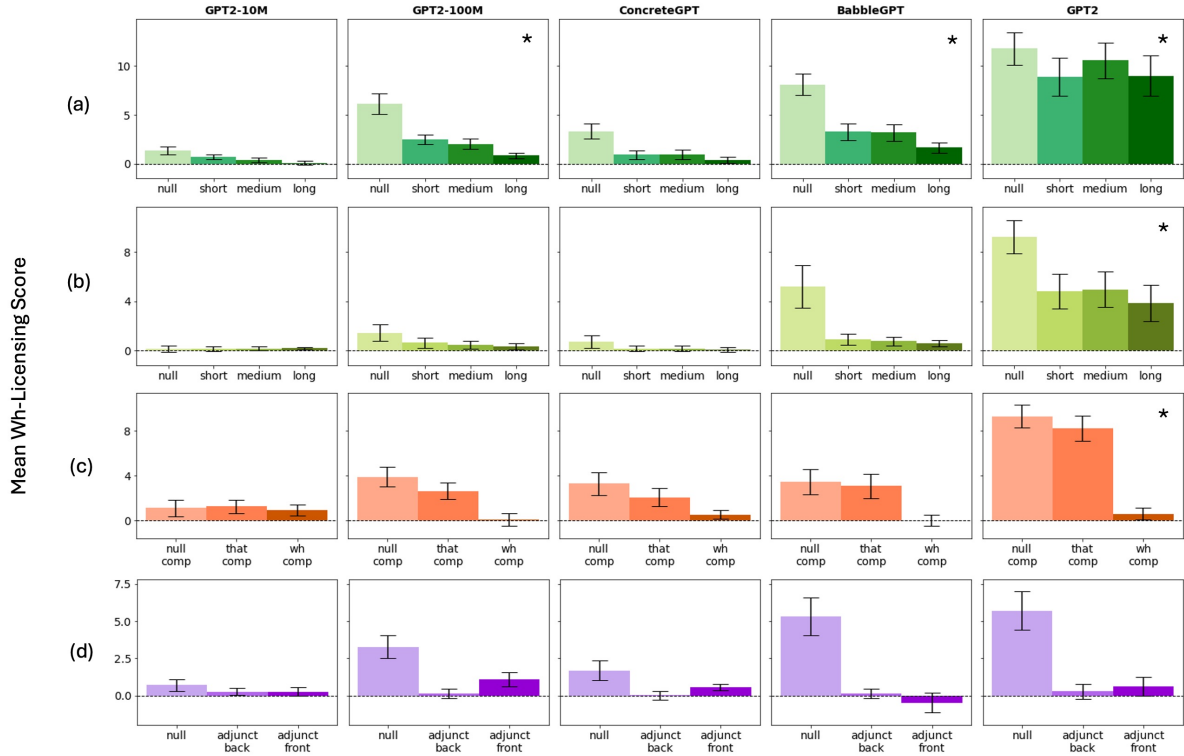 GPT2-10M GPT2-100M ConcreteGPT BabbleGPT GPT2
Mean Wh-Licensing Score
(a)
10
5
0
* * *
null short medium long null short medium long null short medium long null short medium long null short medium long
(b)
8
4
0
*
null short medium long null short medium long null short medium long null short medium long null short medium long
(c)
8
4
0
*
null that wh null that wh null that wh null that wh null that wh
comp comp comp comp comp comp comp comp comp comp comp comp comp comp comp
(d)
7.5
5.0
2.5
0.0
null adjunct adjunct null adjunct adjunct null adjunct adjunct null adjunct adjunct null adjunct adjunct
back front back front back front back front back front